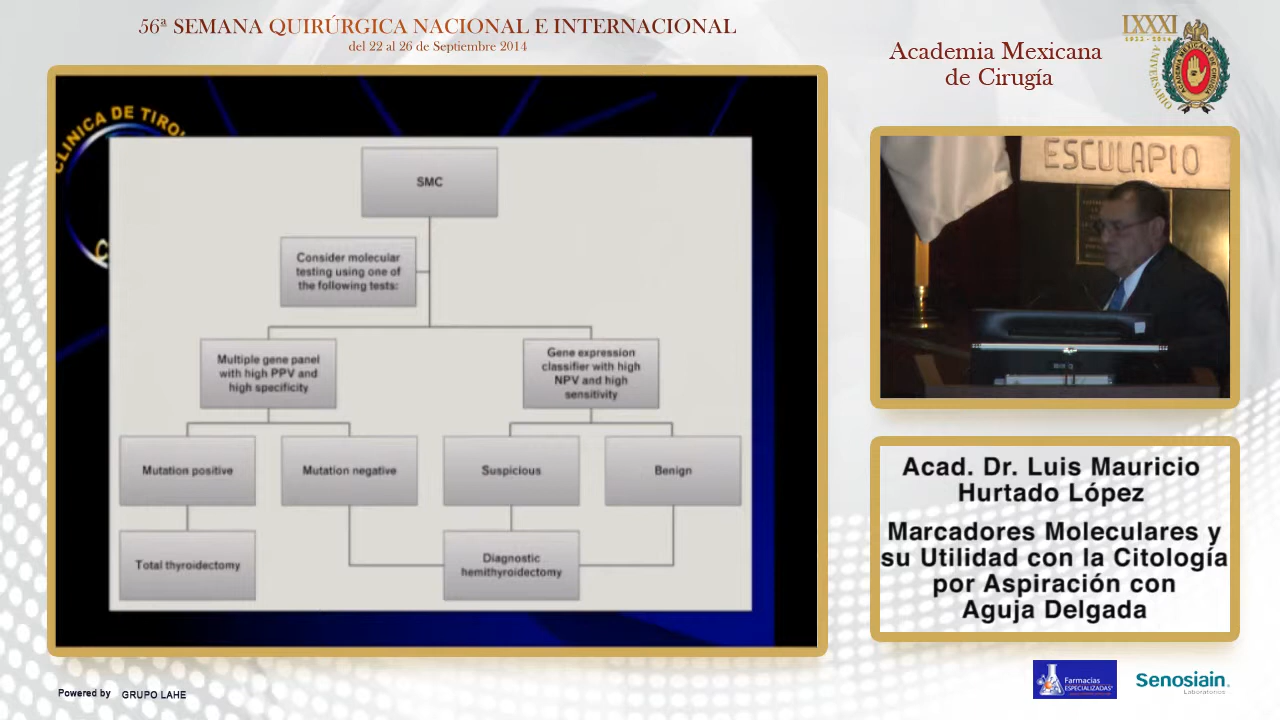 56ª SEMANA QUIRÚRGICA NACIONAL E INTERNACIONAL
del 22 al 26 de Septiembre 2014
Academia Mexicana
de Cirugía
LXXXI
1933 - 2014
ANIVERSARIO
ACADEMIA MEXICANA DE CIRUGIA
CLINICA DE TIRO
SMC
Consider molecular
testing using one of
the following tests:
Multiple gene panel
with high PPV and
high specificity
Gene expression
classifier with high
NPV and high
sensitivity
Mutation positive
Mutation negative
Suspicious
Benign
Total thyroidectomy
Diagnostic
hemithyroidectomy
ESCULAPIO
Acad. Dr. Luis Mauricio
Hurtado López
Marcadores Moleculares y
su Utilidad con la Citología
por Aspiración con
Aguja Delgada
Powered by GRUPO LAHE
Farmacias
ESPECIALIZADAS
Senosiain.
Laboratorios